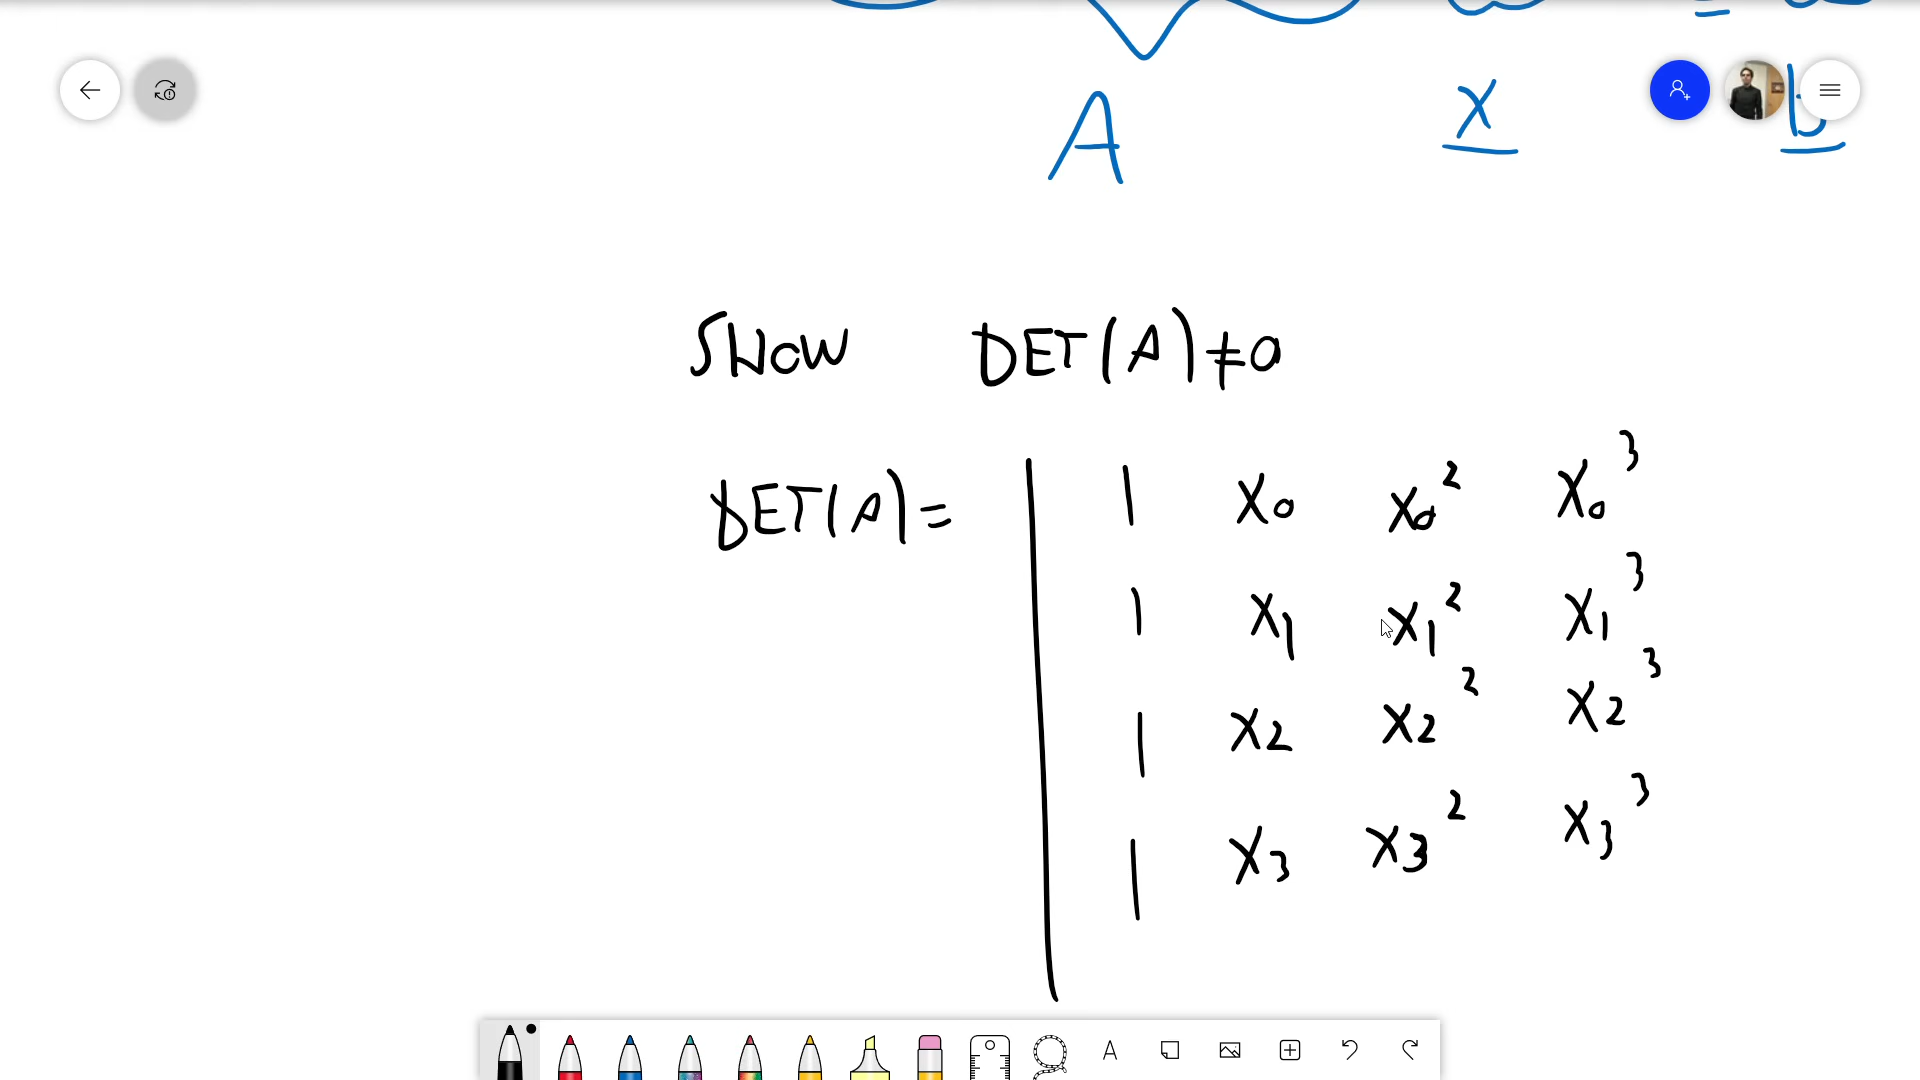 A x b
SHOW DET(A)≠0
DET(A)= | 1 x₀ x₀² x₀³
1 x₁ x₁² x₁³
1 x₂ x₂² x₂³
1 x₃ x₃² x₃³
A